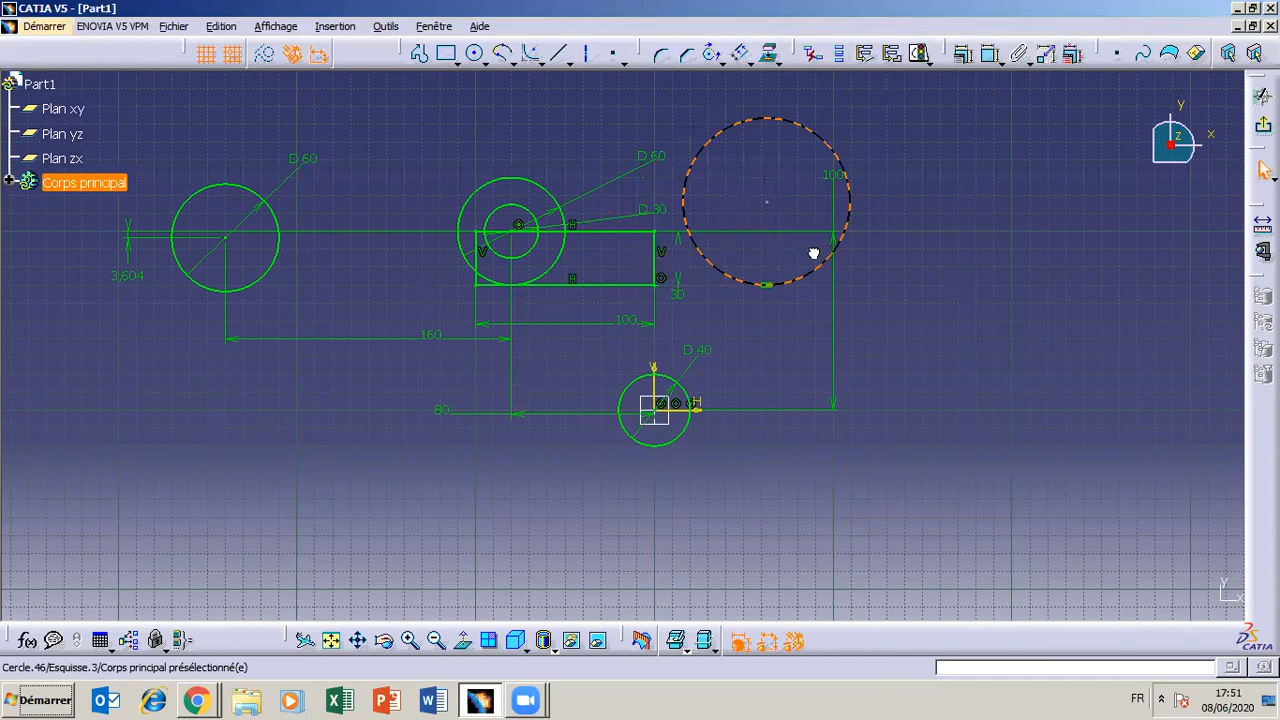 CATIA V5 - [Part1]
Démarrer ENOVIA V5 VPM Fichier Edition Affichage Insertion Outils Fenêtre Aide
Part1
Plan xy
Plan yz
Plan zx
Corps principal
y
x
z
D 60
D 60
D 30
100
H
V
V
H
3,604
30
100
160
D 40
80
V
H
f(x)
y
x
CATIA
Cercle.46/Esquisse.3/Corps principal présélectionné(e)
Démarrer
FR
17:51
08/06/2020